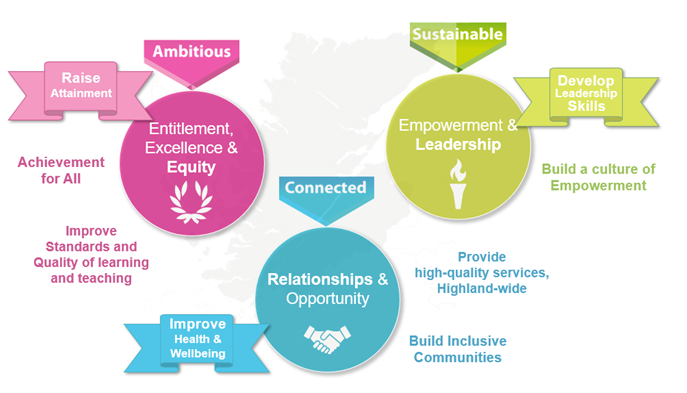 Ambitious
Raise
Attainment
Entitlement,
Excellence &
Equity
Achievement
for All
Improve
Standards and
Quality of learning
and teaching
Connected
Relationships &
Opportunity
Improve
Health &
Wellbeing
Provide
high-quality services,
Highland-wide
Build Inclusive
Communities
Sustainable
Empowerment &
Leadership
Develop
Leadership
Skills
Build a culture of
Empowerment